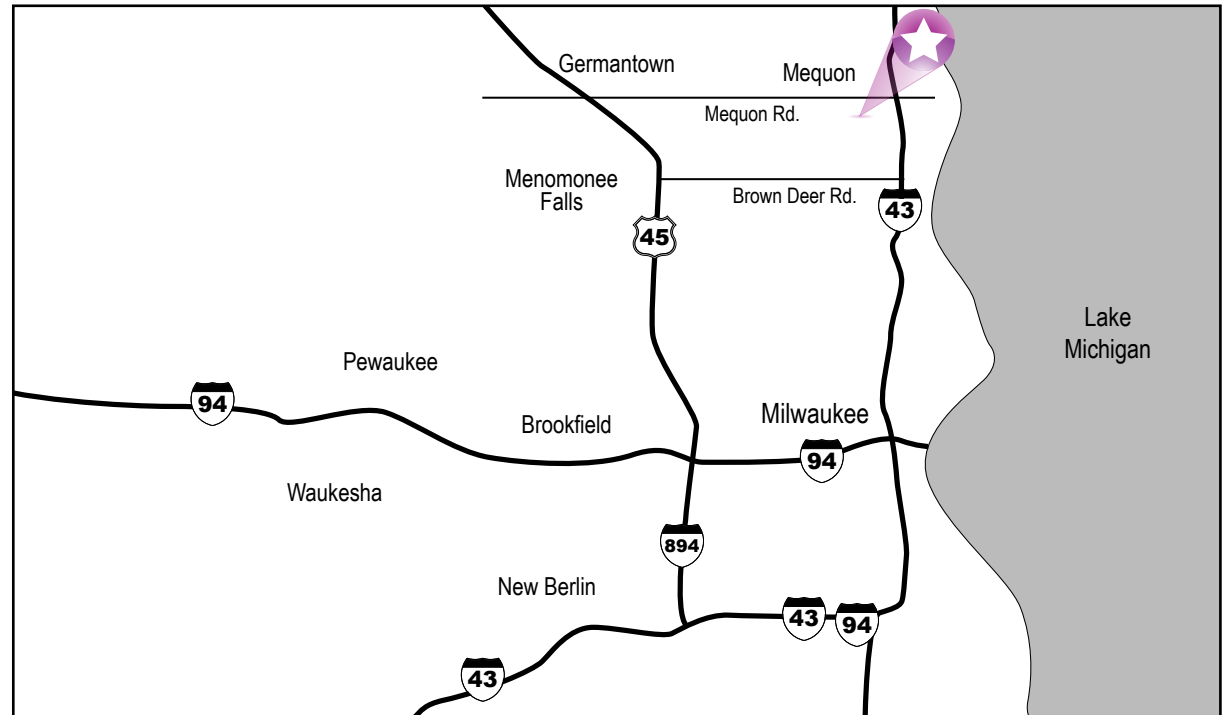 Germantown
Mequon
Mequon Rd.
Menomonee
Falls
Brown Deer Rd.
43
45
Lake
Michigan
Pewaukee
94
Brookfield
Milwaukee
94
Waukesha
894
New Berlin
43
94
43